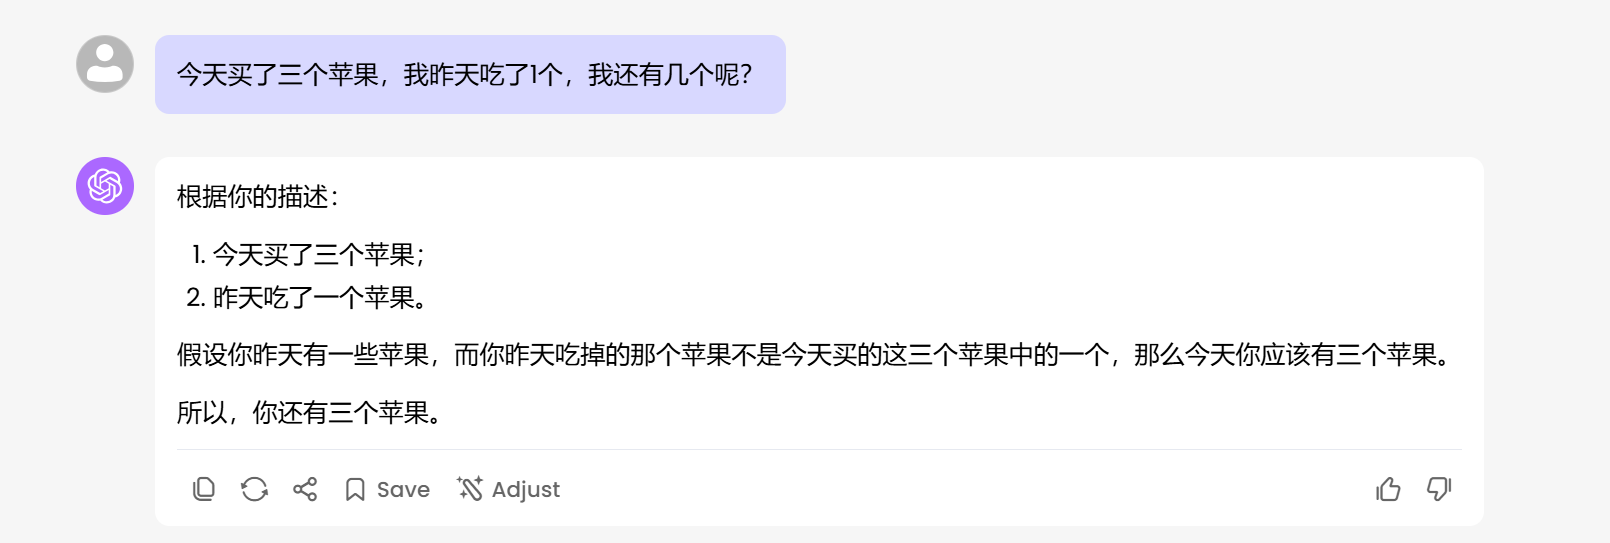 今天买了三个苹果，我昨天吃了1个，我还有几个呢？
根据你的描述：
1. 今天买了三个苹果；
2. 昨天吃了一个苹果。
假设你昨天有一些苹果，而你昨天吃掉的那个苹果不是今天买的这三个苹果中的一个，那么今天你应该有三个苹果。
所以，你还有三个苹果。
Save Adjust